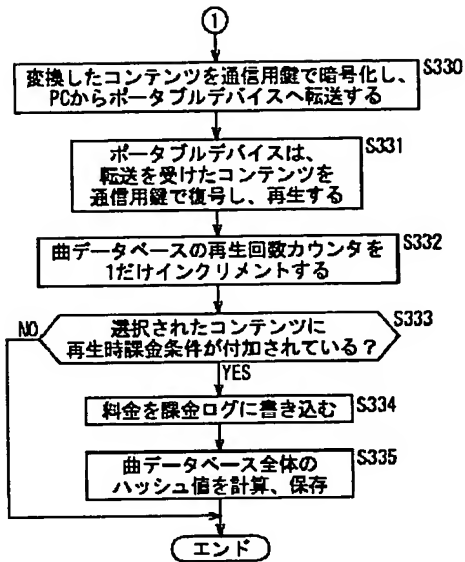 1
変換したコンテンツを通信用鍵で暗号化し、 S330
PCからポータブルデバイスへ転送する
ポータブルデバイスは、 S331
転送を受けたコンテンツを
通信用鍵で復号し、再生する
曲データベースの再生回数カウンタを S332
1だけインクリメントする
選択されたコンテンツに S333
NO 再生時課金条件が付加されている?
YES
料金を課金ログに書き込む S334
曲データベース全体の S335
ハッシュ値を計算、保存
エンド